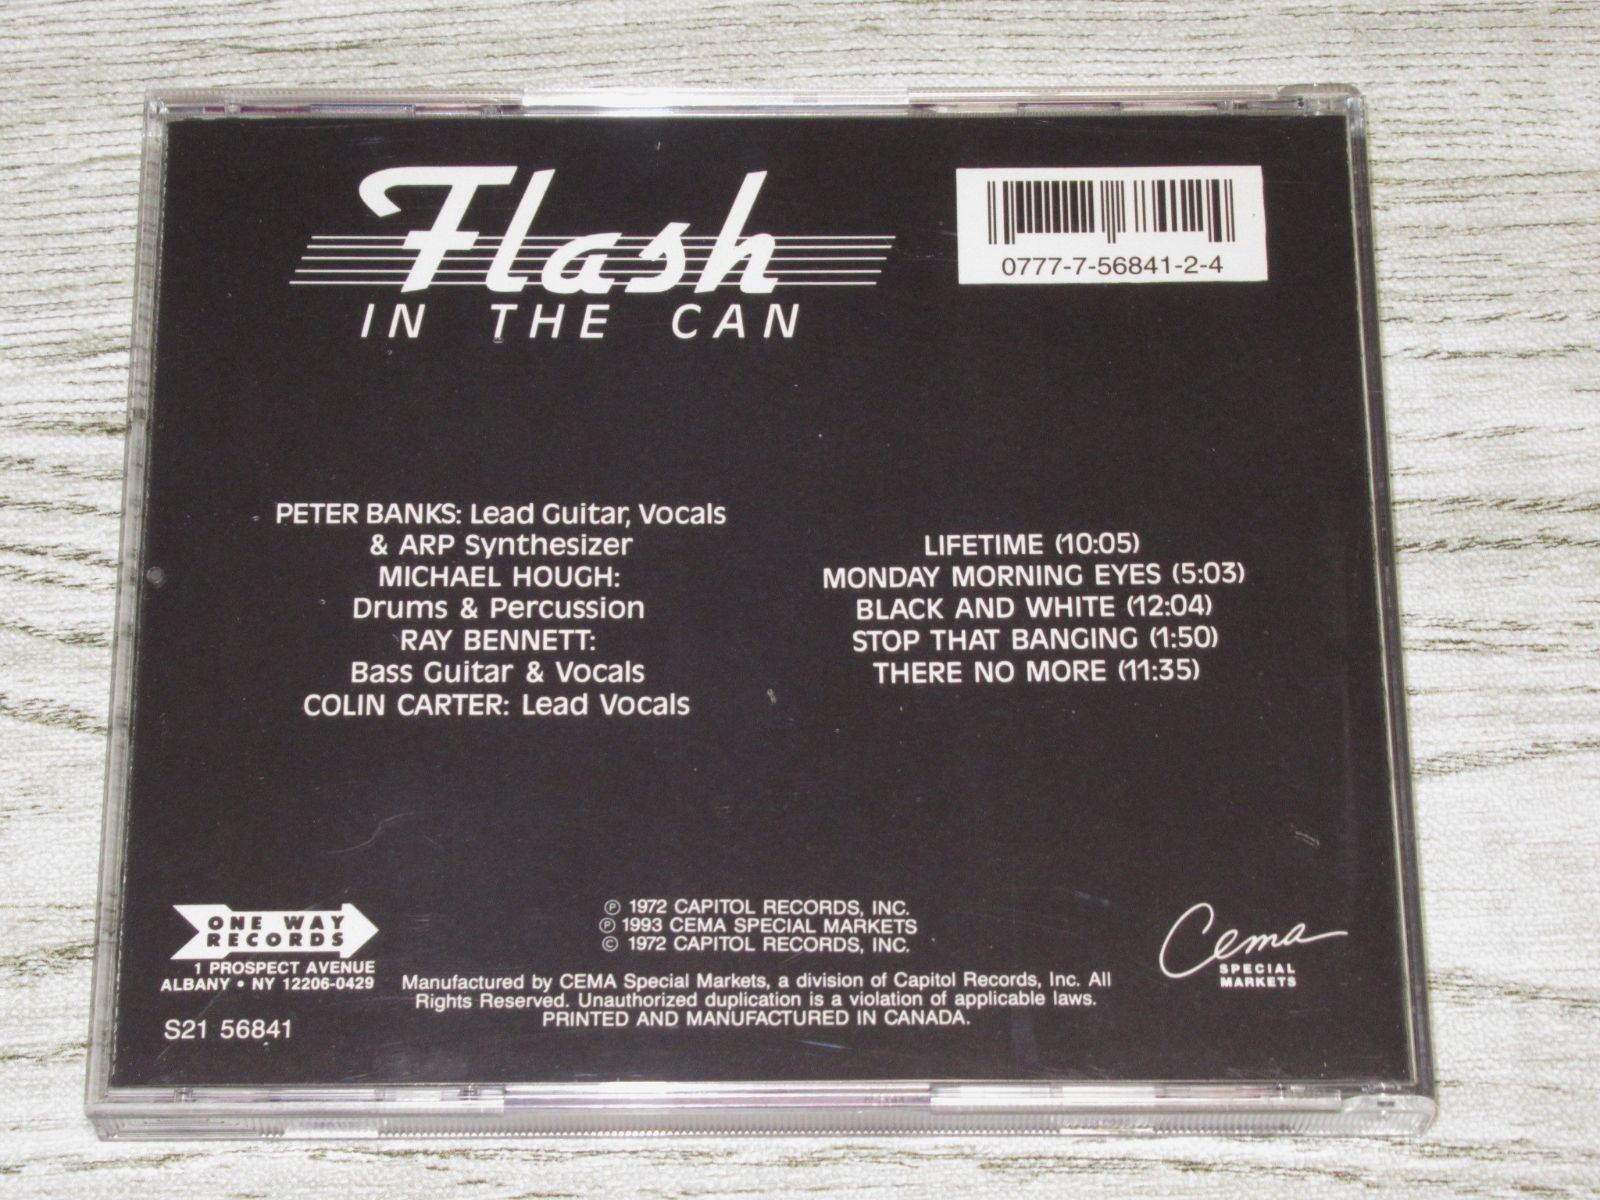 Flash
IN THE CAN
0777-7-56841-2-4
PETER BANKS: Lead Guitar, Vocals
& ARP Synthesizer
MICHAEL HOUGH:
Drums & Percussion
RAY BENNETT:
Bass Guitar & Vocals
COLIN CARTER: Lead Vocals
LIFETIME (10:05)
MONDAY MORNING EYES (5:03)
BLACK AND WHITE (12:04)
STOP THAT BANGING (1:50)
THERE NO MORE (11:35)
ONE WAY
RECORDS
1 PROSPECT AVENUE
ALBANY • NY 12206-0429
S21 56841
℗ 1972 CAPITOL RECORDS, INC.
℗ 1993 CEMA SPECIAL MARKETS
© 1972 CAPITOL RECORDS, INC.
Manufactured by CEMA Special Markets, a division of Capitol Records, Inc. All
Rights Reserved. Unauthorized duplication is a violation of applicable laws.
PRINTED AND MANUFACTURED IN CANADA.
Cema
SPECIAL
MARKETS